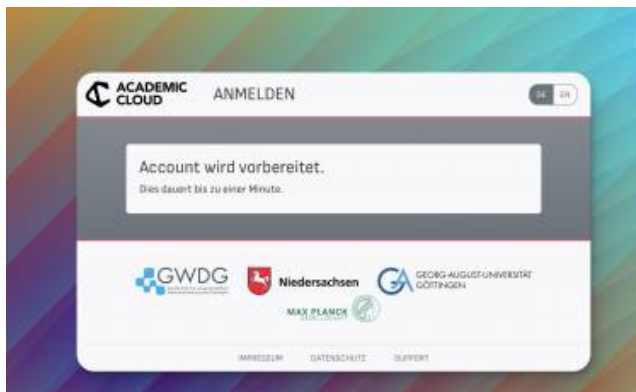 ACADEMIC
CLOUD
ANMELDEN
DE EN
Account wird vorbereitet.
Dies dauert bis zu einer Minute.
GWDG
Niedersachsen
GEORG-AUGUST-UNIVERSITÄT
GÖTTINGEN
MAX PLANCK
IMPRESSUM DATENSCHUTZ SUPPORT